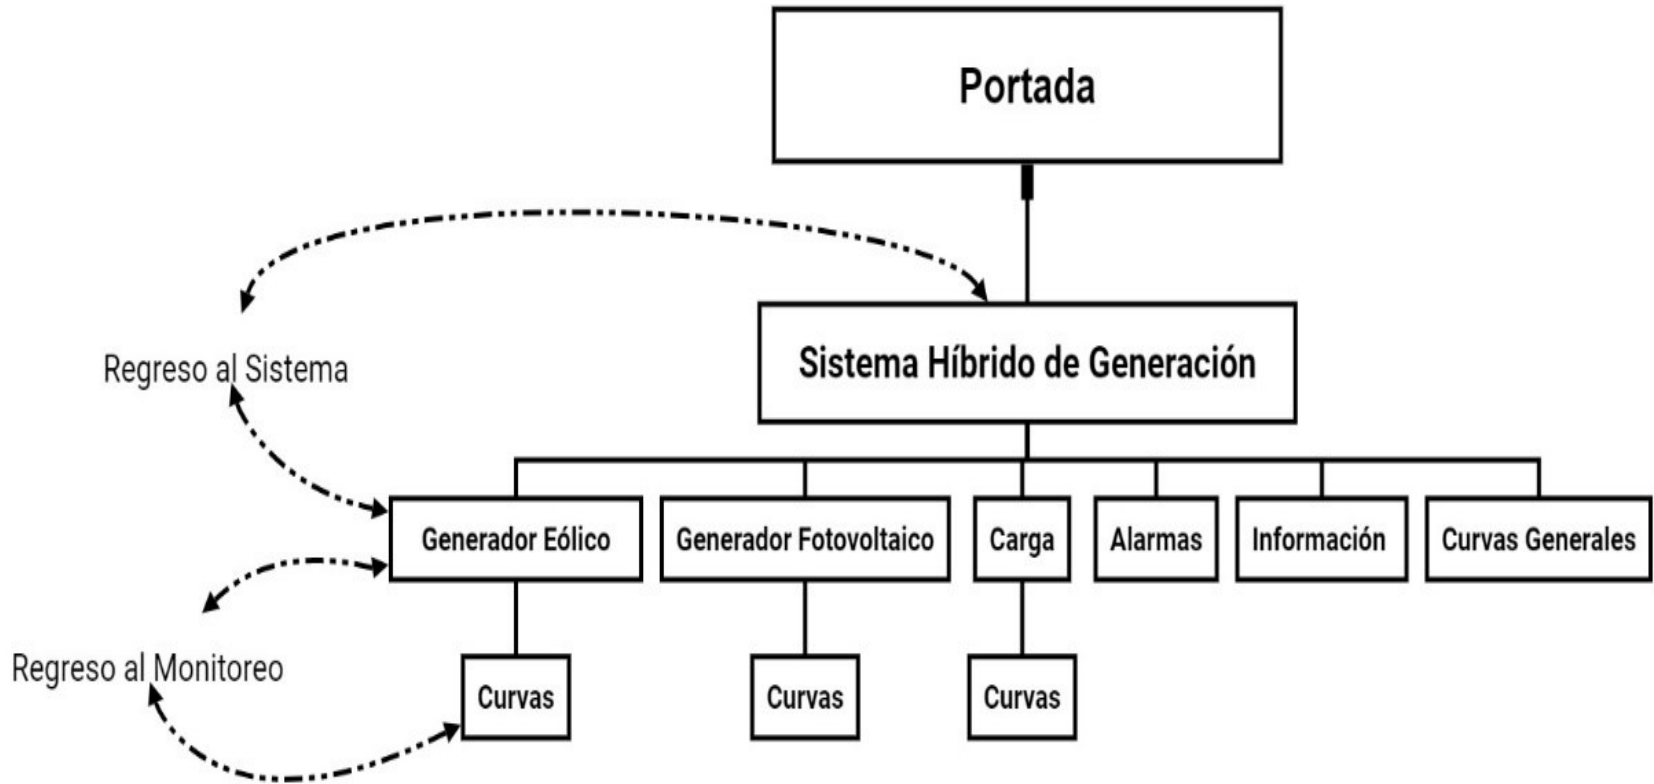 Portada
Sistema Híbrido de Generación
Regreso al Sistema
Generador Eólico
Generador Fotovoltaico
Carga
Alarmas
Información
Curvas Generales
Regreso al Monitoreo
Curvas
Curvas
Curvas